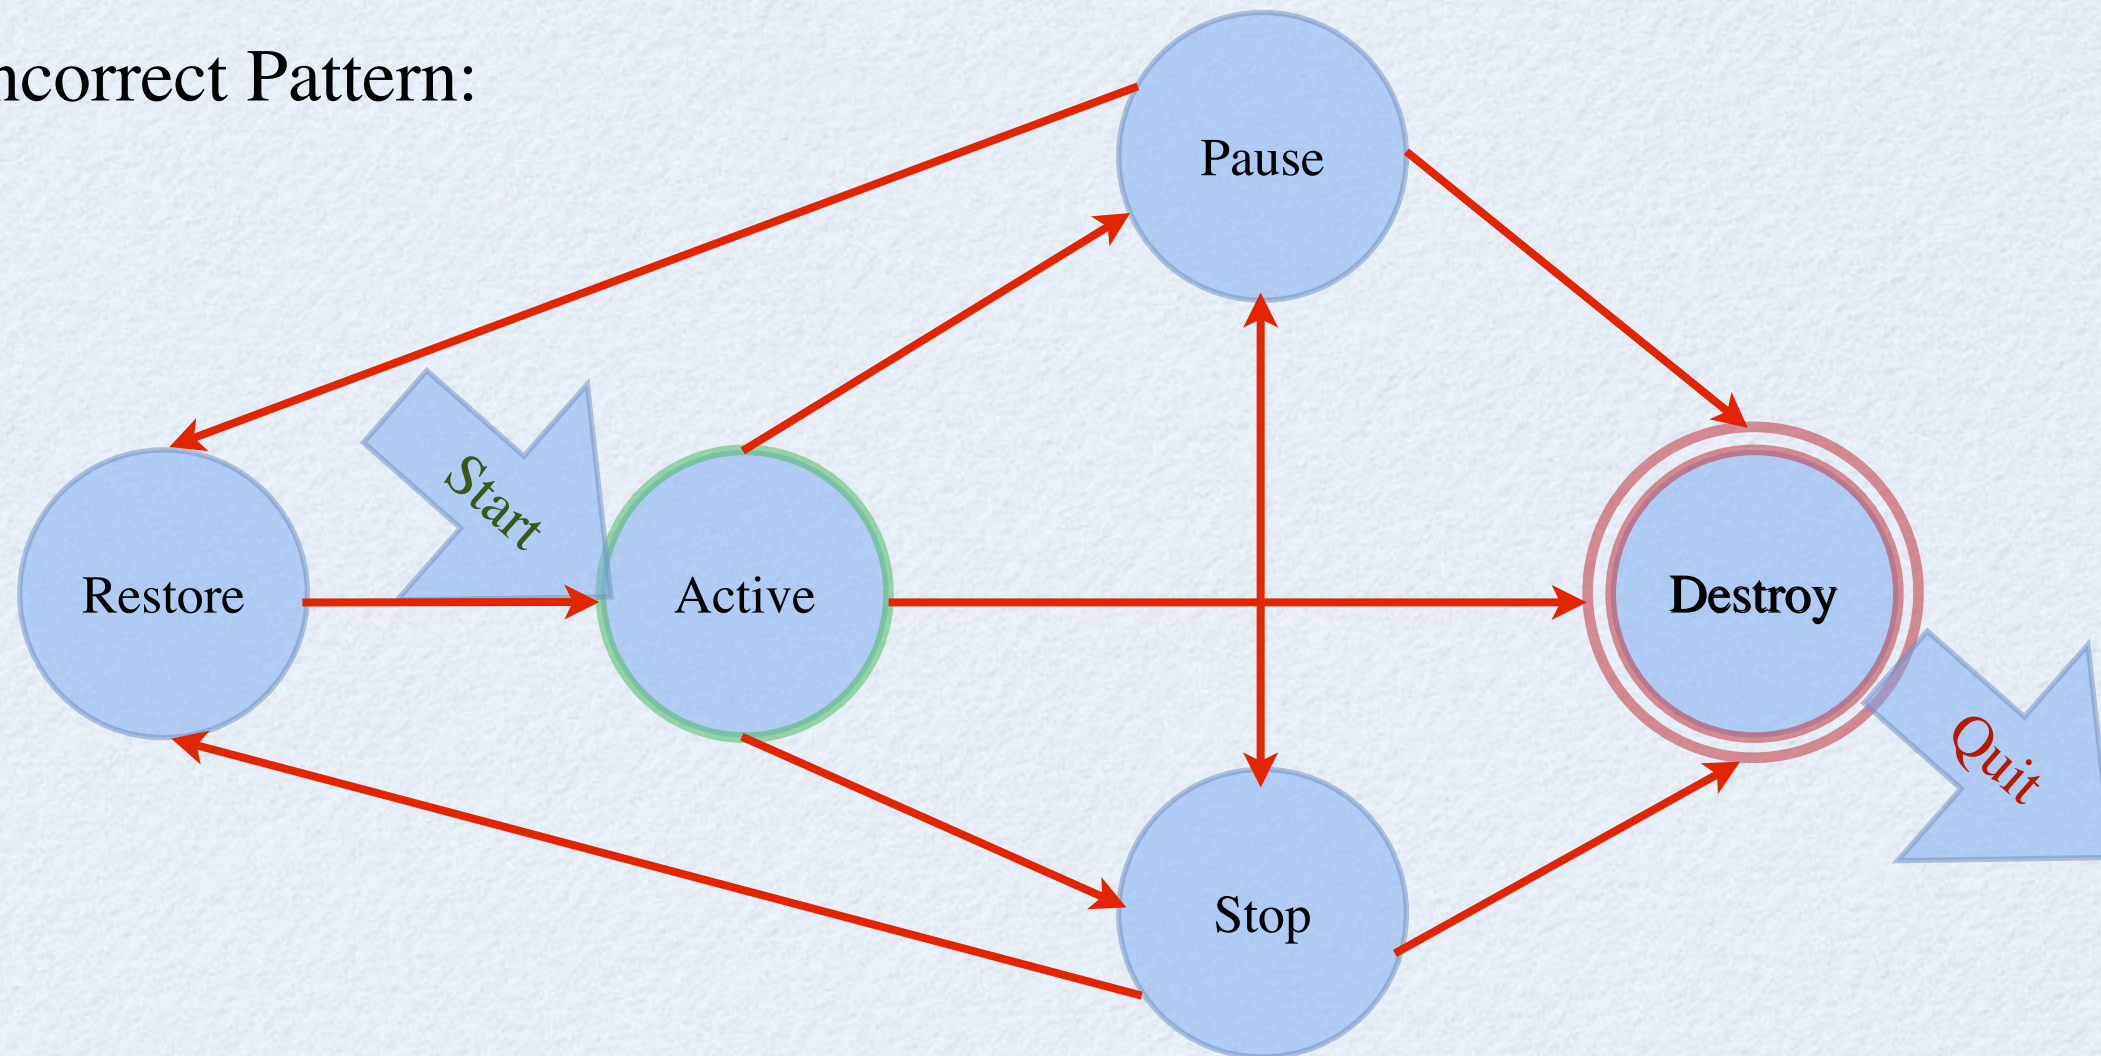 ncorrect Pattern:
Pause
Start
Restore
Active
Destroy
Quit
Stop